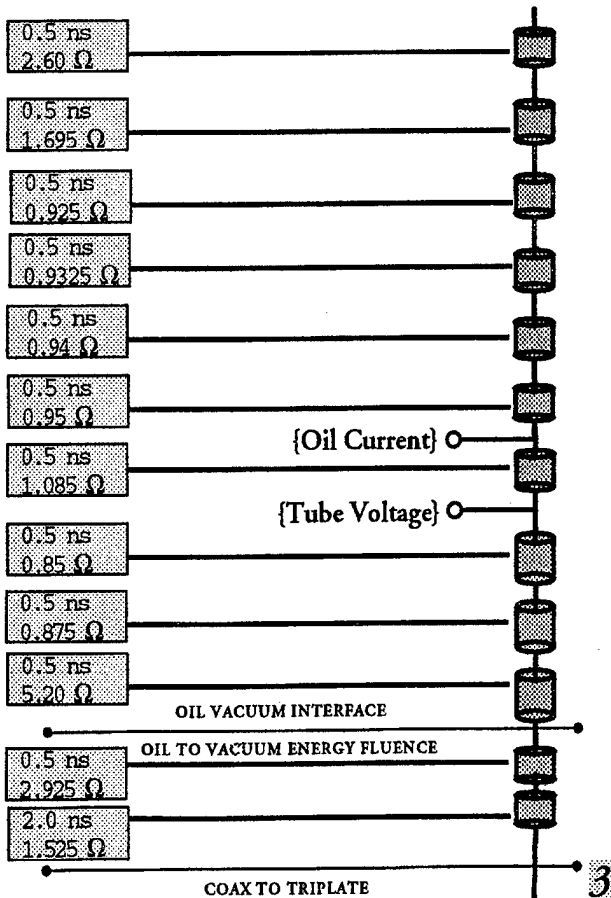 0.5 ns
2.60 Ω
0.5 ns
1.695 Ω
0.5 ns
0.925 Ω
0.5 ns
0.9325 Ω
0.5 ns
0.94 Ω
0.5 ns
0.95 Ω
{Oil Current}
0.5 ns
1.085 Ω
{Tube Voltage}
0.5 ns
0.85 Ω
0.5 ns
0.875 Ω
0.5 ns
5.20 Ω
OIL VACUUM INTERFACE
OIL TO VACUUM ENERGY FLUENCE
0.5 ns
2.925 Ω
2.0 ns
1.525 Ω
COAX TO TRIPLATE
3